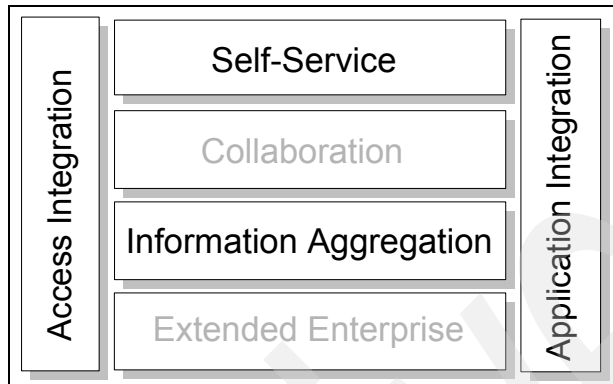 Access Integration
Self-Service
Collaboration
Information Aggregation
Extended Enterprise
Application Integration